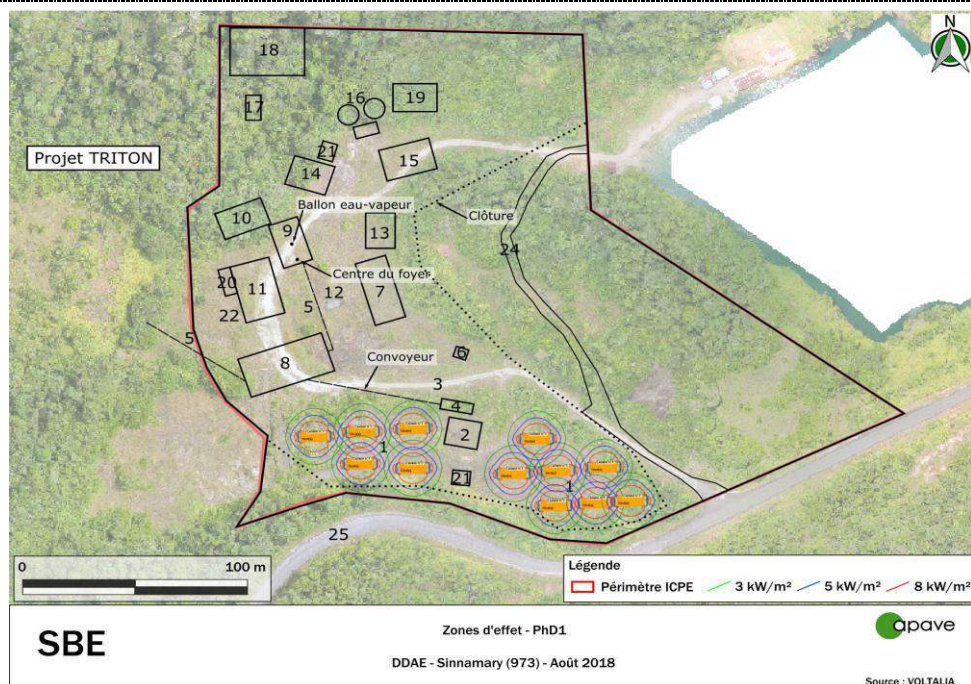 N
18
17
16
19
Projet TRITON
21
14
15
Ballon eau-vapeur
10
9
Clôture
13
24
Centre du foyer
20
11
12
7
5
22
5
8
6
Convoyeur
3
4
2
1
21
1
25
0
100 m
Légende
Périmètre ICPE
3 kW/m²
5 kW/m²
8 kW/m²
SBE
Zones d'effet - PhD1
DDAE - Sinnamary (973) - Août 2018
apave
Source : VOLTALIA